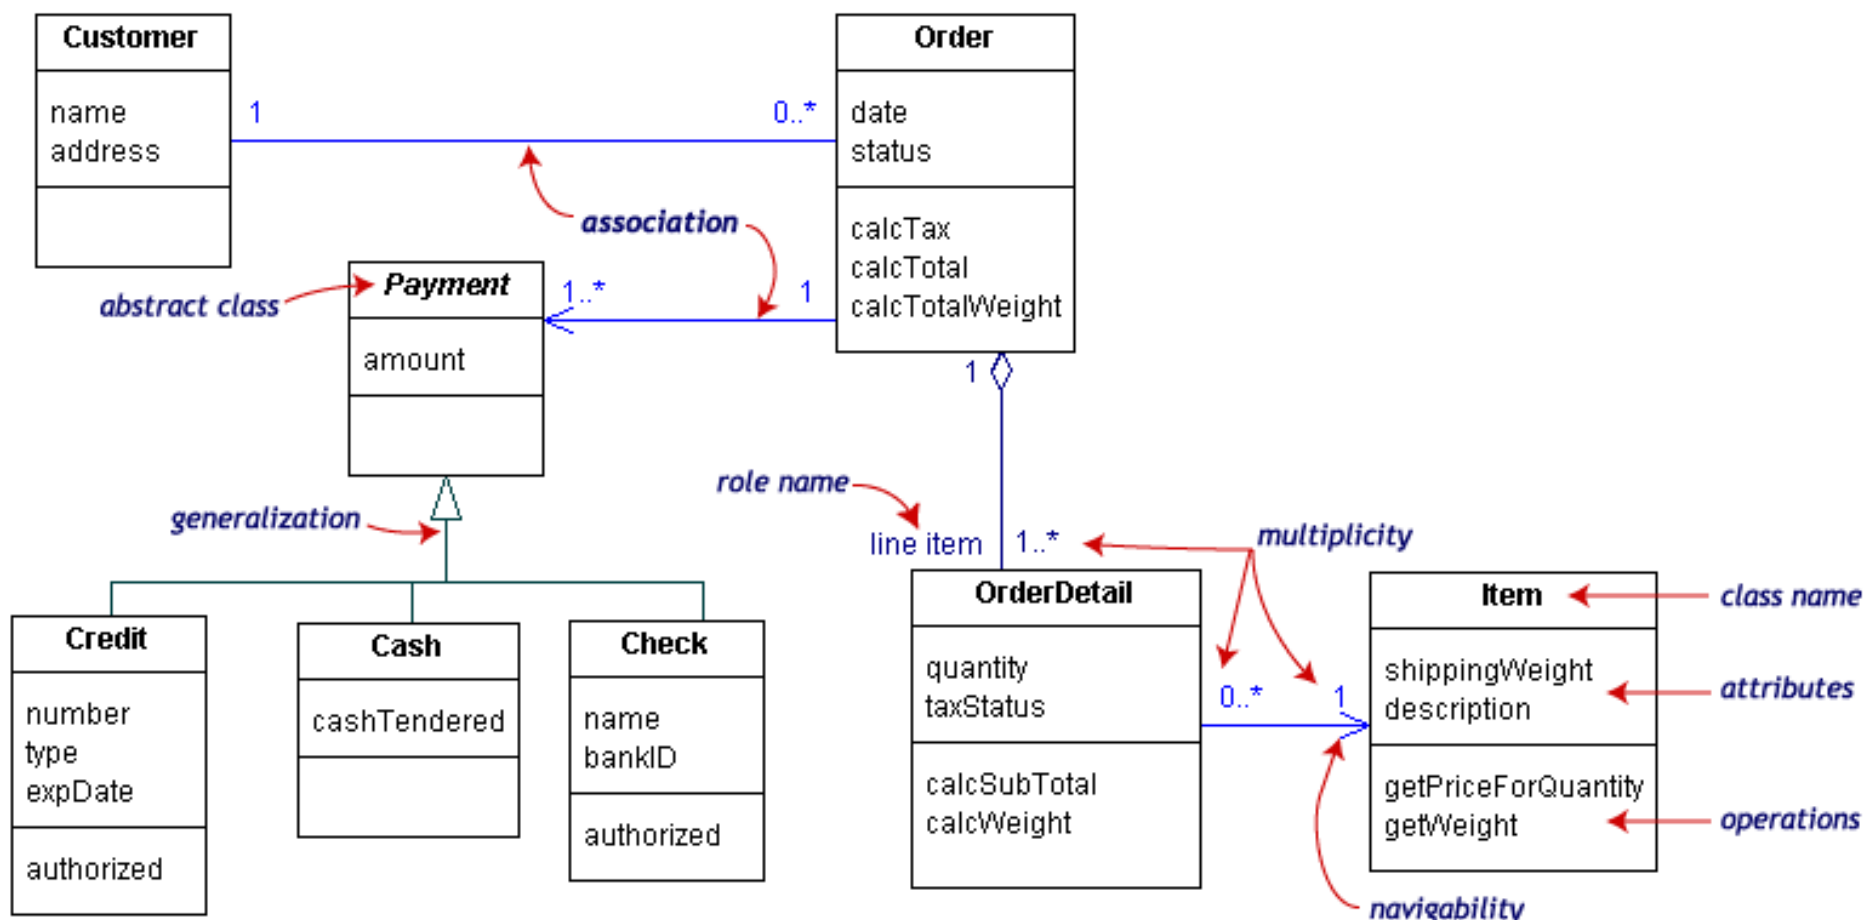 Customer
name
address
1
0..*
Order
date
status
calcTax
calcTotal
calcTotalWeight
association
abstract class
Payment
amount
1..*
1
1
generalization
role name
line item
1..*
multiplicity
Credit
number
type
expDate
authorized
Cash
cashTendered
Check
name
bankID
authorized
OrderDetail
quantity
taxStatus
calcSubTotal
calcWeight
0..*
1
Item
shippingWeight
description
getPriceForQuantity
getWeight
class name
attributes
operations
navigability